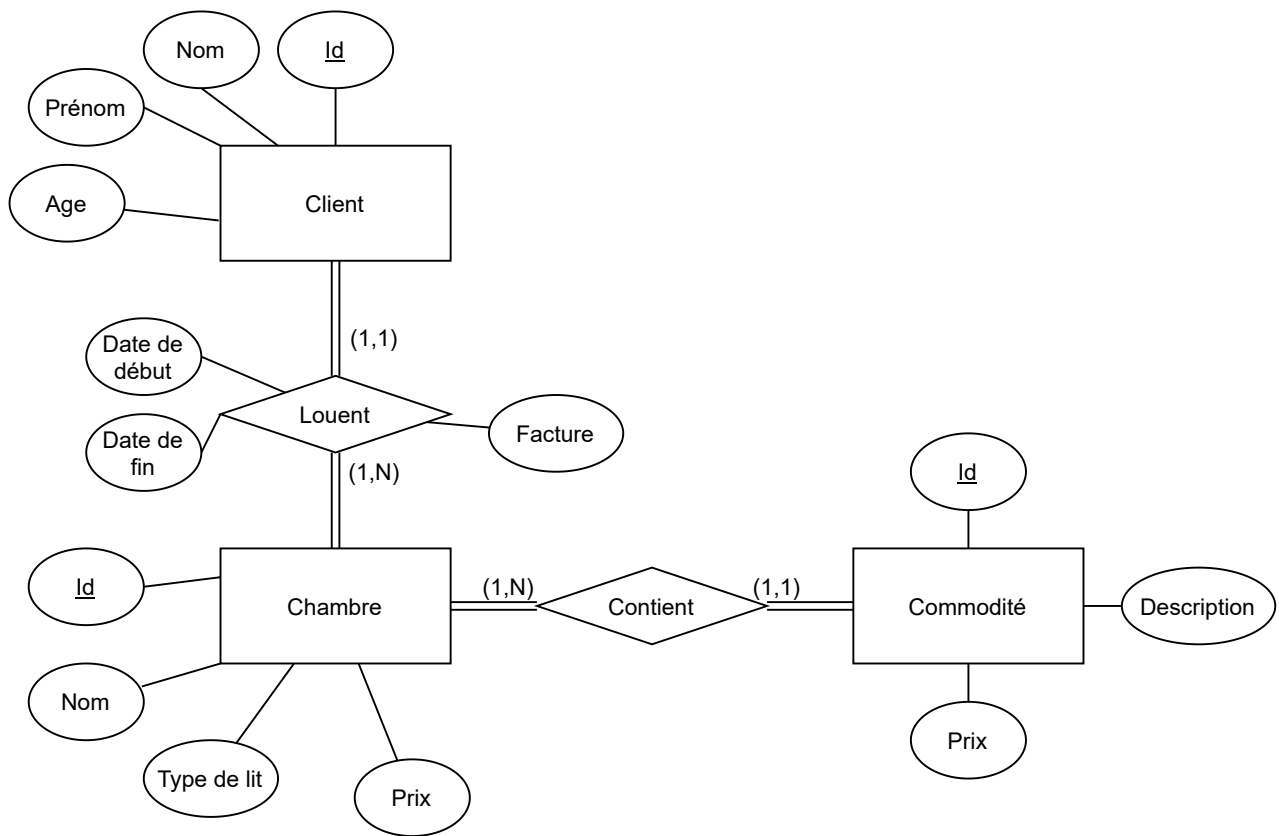 Nom
Id
Prénom
Age
Client
(1,1)
Date de
début
Louent
Facture
Date de
fin
(1,N)
Id
Id
Chambre
(1,N)
Contient
(1,1)
Commodité
Description
Nom
Type de lit
Prix
Prix